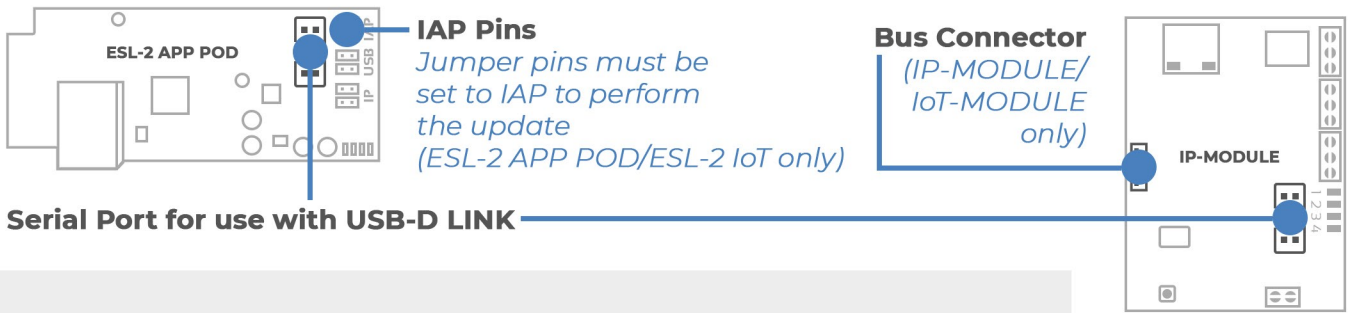 ESL-2 APP POD
IAP
USB
IP
IAP Pins
Jumper pins must be
set to IAP to perform
the update
(ESL-2 APP POD/ESL-2 IoT only)
Bus Connector
(IP-MODULE/
IoT-MODULE
only)
IP-MODULE
1 2 3 4
Serial Port for use with USB-D LINK